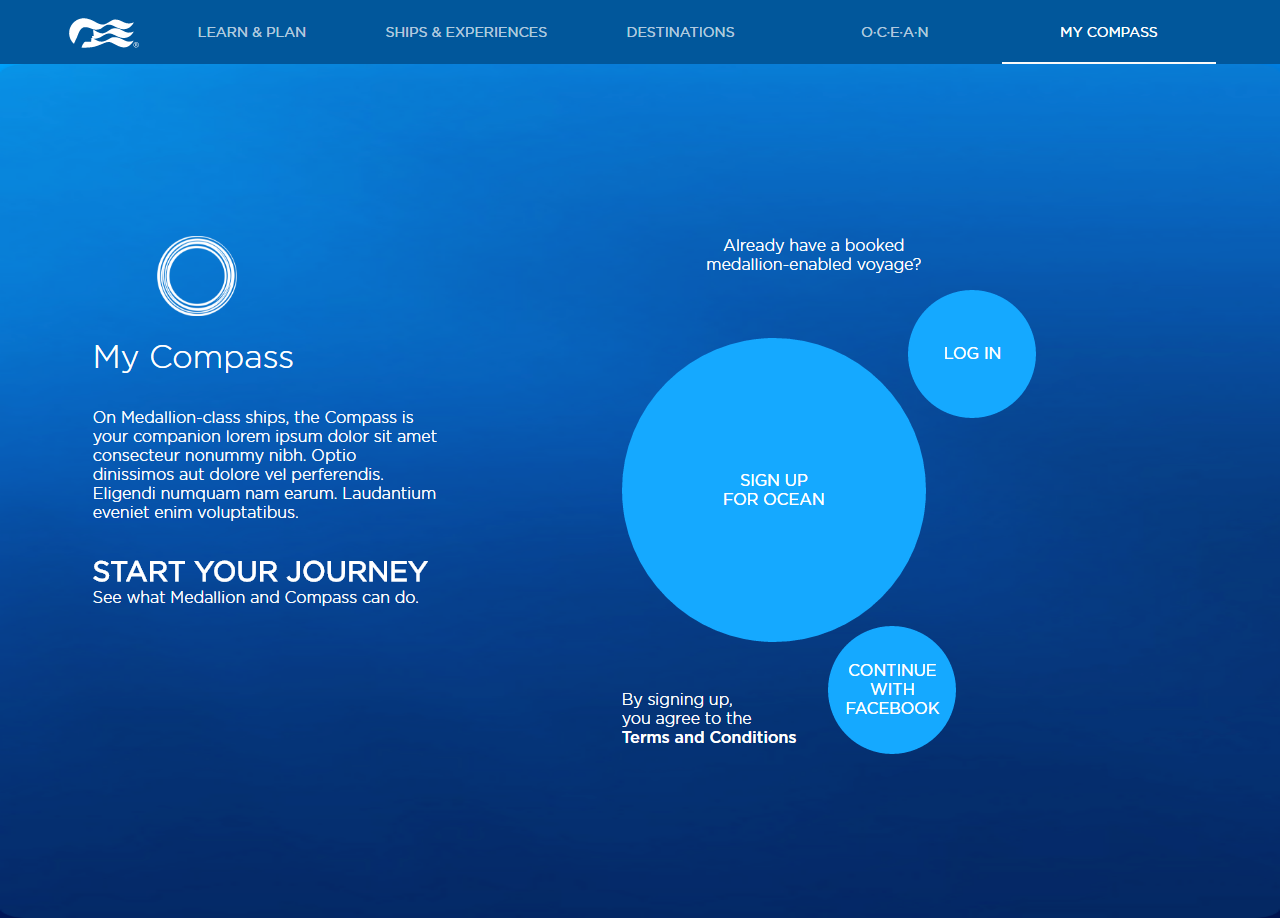 LEARN & PLAN
SHIPS & EXPERIENCES
DESTINATIONS
O·C·E·A·N
MY COMPASS
My Compass
On Medallion-class ships, the Compass is
your companion lorem ipsum dolor sit amet
consecteur nonummy nibh. Optio
dinissimos aut dolore vel perferendis.
Eligendi numquam nam earum. Laudantium
eveniet enim voluptatibus.
START YOUR JOURNEY
See what Medallion and Compass can do.
Already have a booked
medallion-enabled voyage?
LOG IN
SIGN UP
FOR OCEAN
CONTINUE
WITH
FACEBOOK
By signing up,
you agree to the
Terms and Conditions